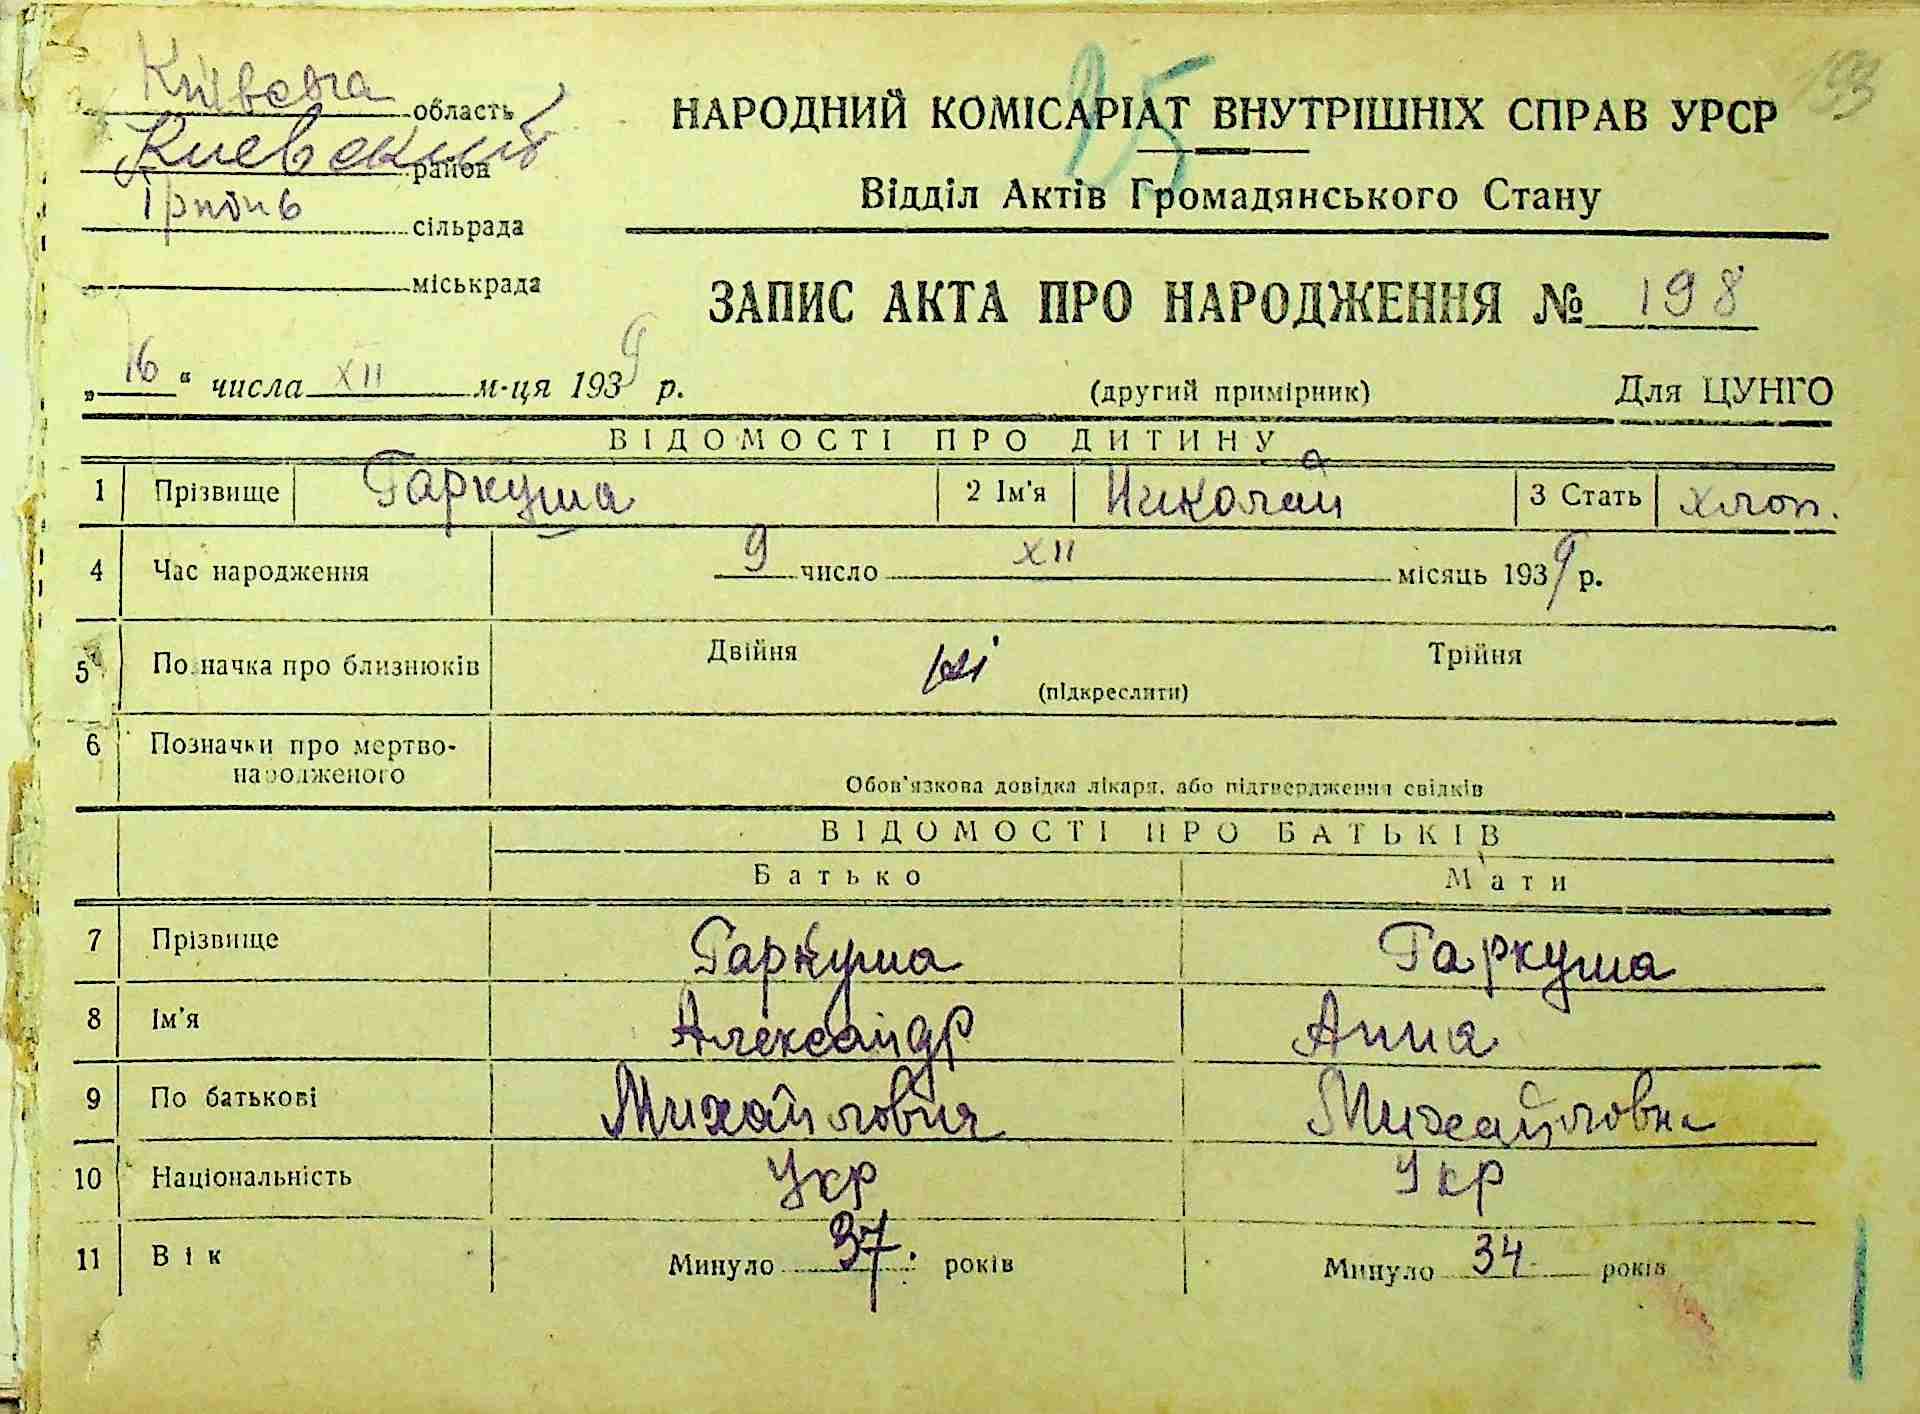 Київська область
Киевский район
Ірпінь сільрада
міськрада
25
193
НАРОДНИЙ КОМІСАРІАТ ВНУТРІШНІХ СПРАВ УРСР
Відділ Актів Громадянського Стану
ЗАПИС АКТА ПРО НАРОДЖЕННЯ № 198
„16“ числа XII м-ця 1939 р. (другий примірник) Для ЦУНГО
ВІДОМОСТІ ПРО ДИТИНУ
1 Прізвище Гаркуша 2 Ім'я Николай 3 Стать хлоп.
4 Час народження 9 число XII місяць 1939 р.
5 Позначка про близнюків Двійня ні Трійня
(підкреслити)
6 Позначки про мертво-
народженого
Обов'язкова довідка лікаря, або підтвердження свідків
ВІДОМОСТІ ПРО БАТЬКІВ
Батько Мати
7 Прізвище Гаркуша Гаркуша
8 Ім'я Александр Анна
9 По батькові Михайлович Михайловна
10 Національність Укр Укр
11 Вік Минуло 37 років Минуло 34 років